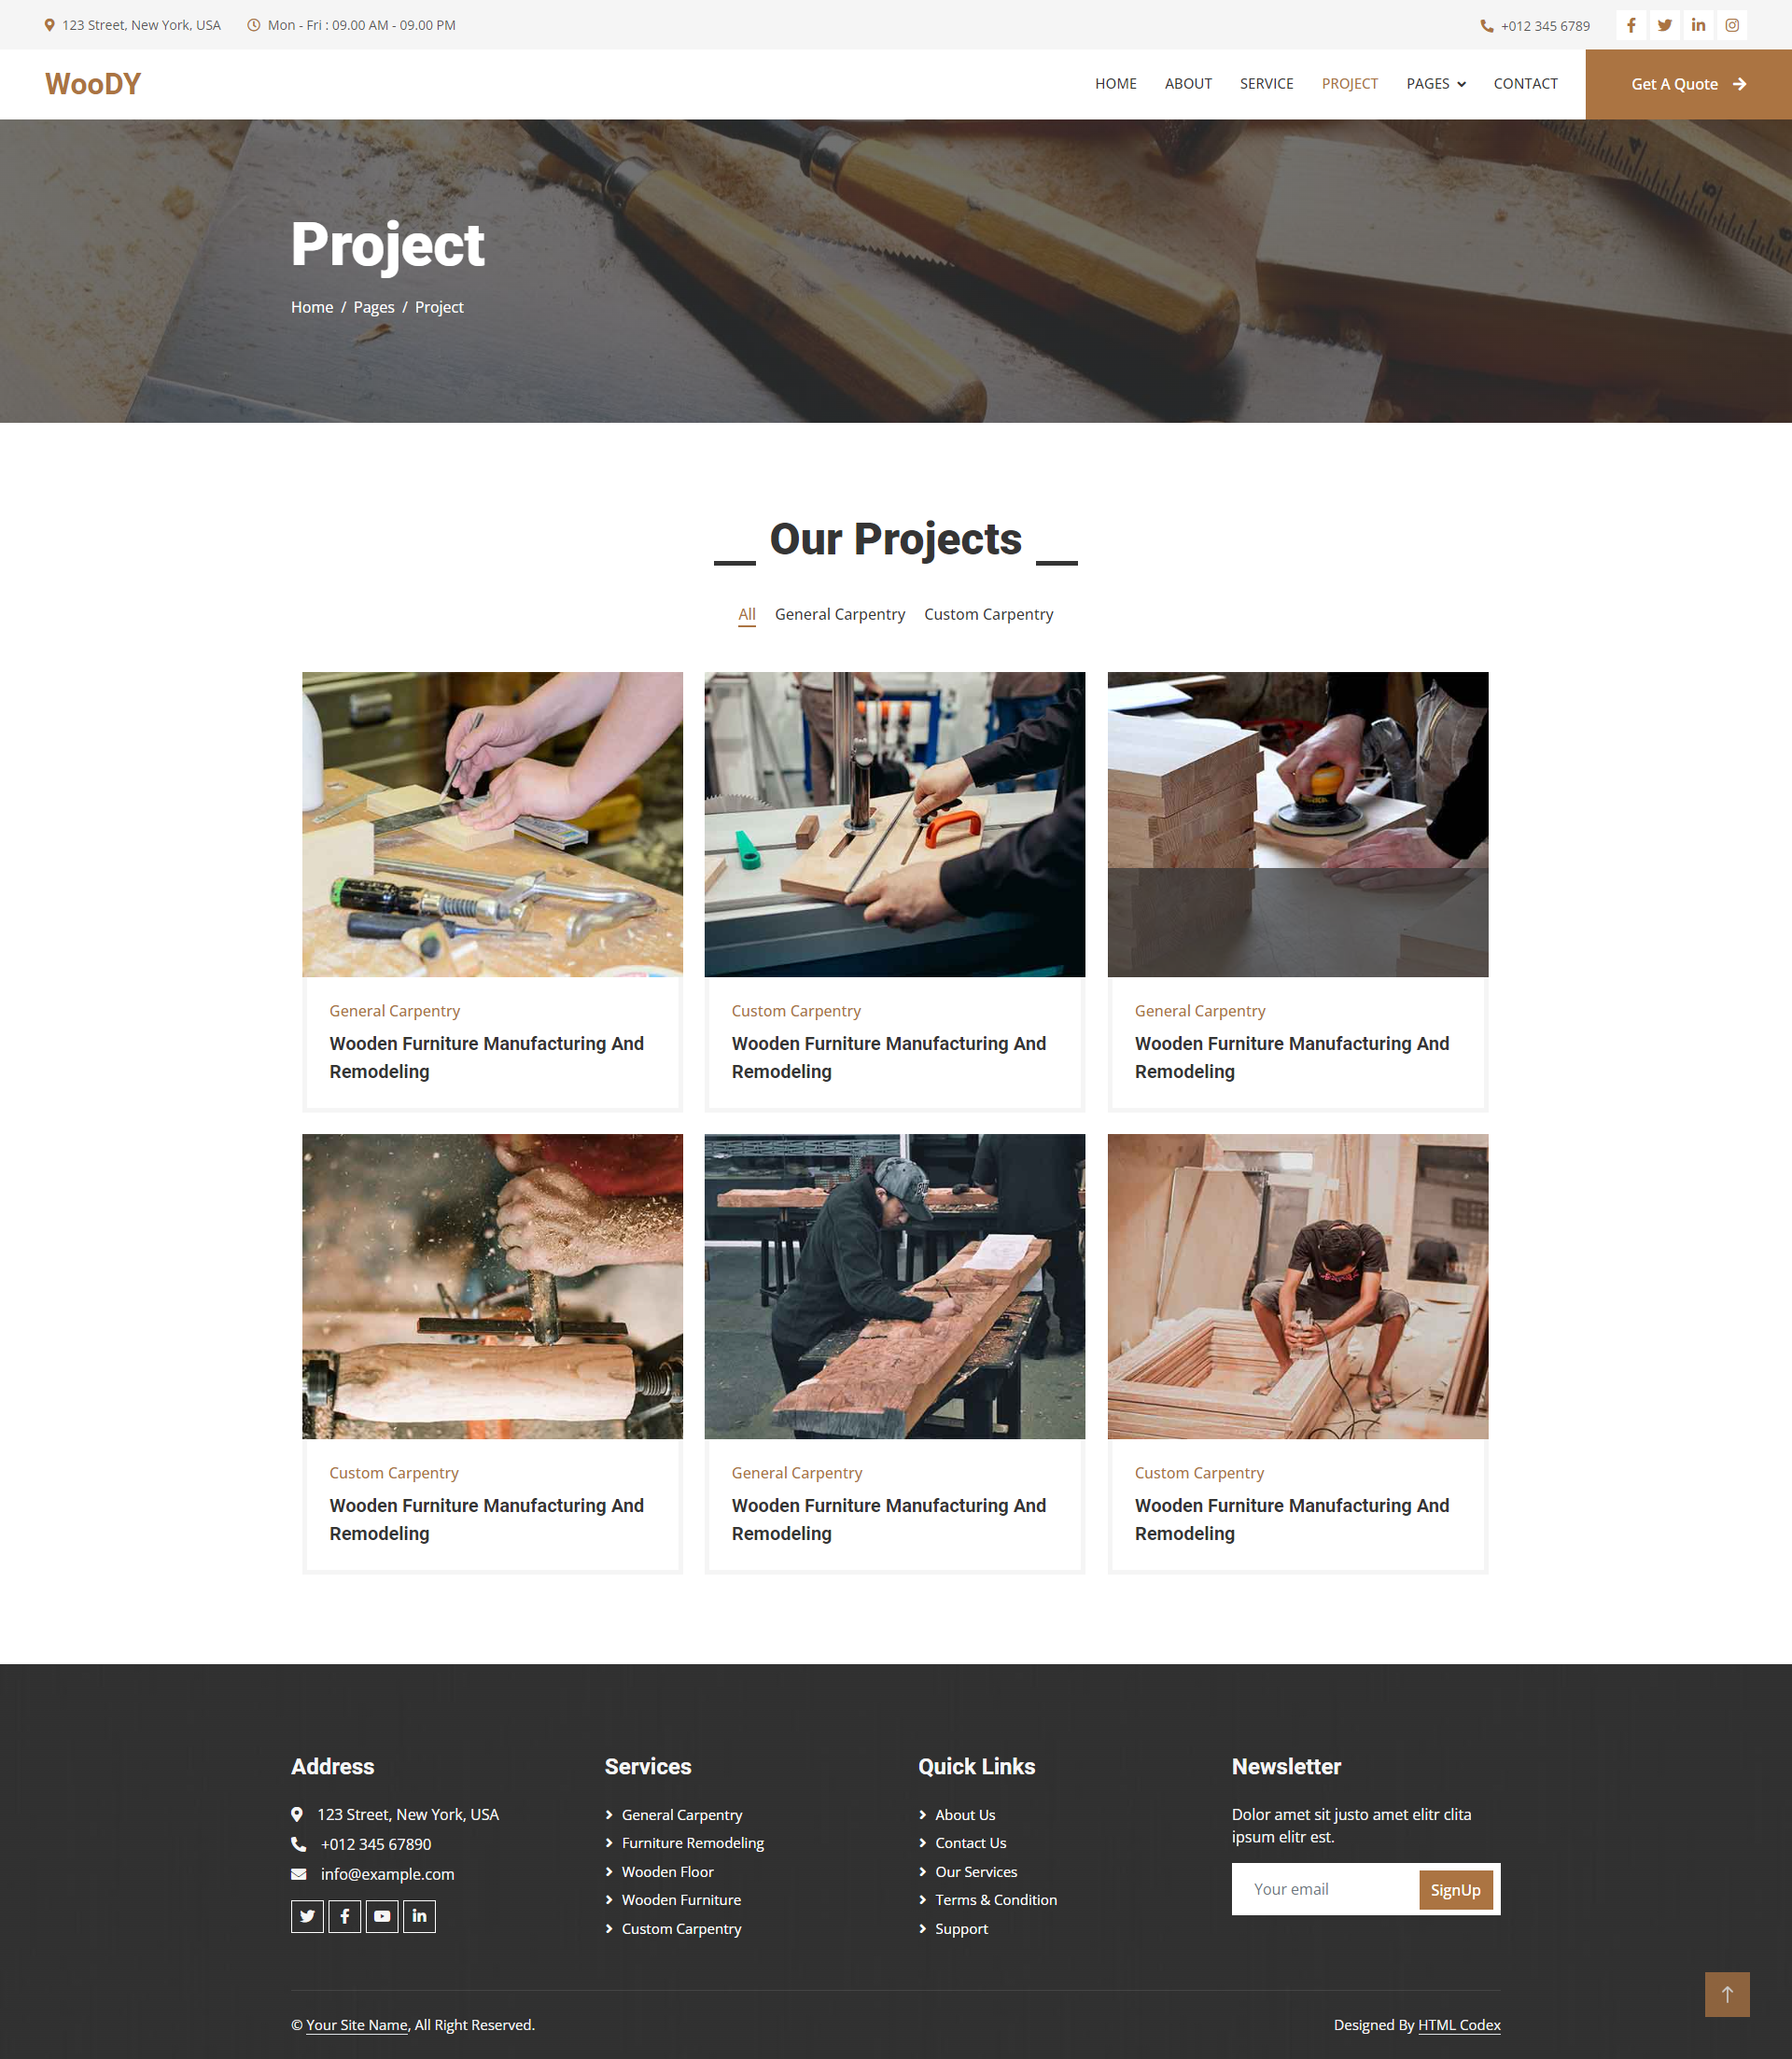 123 Street, New York, USA
Mon - Fri : 09.00 AM - 09.00 PM
+012 345 6789
WooDY
HOME
ABOUT
SERVICE
PROJECT
PAGES
CONTACT
Get A Quote
Project
Home / Pages / Project
Our Projects
All
General Carpentry
Custom Carpentry
General Carpentry
Wooden Furniture Manufacturing And
Remodeling
Custom Carpentry
Wooden Furniture Manufacturing And
Remodeling
General Carpentry
Wooden Furniture Manufacturing And
Remodeling
Custom Carpentry
Wooden Furniture Manufacturing And
Remodeling
General Carpentry
Wooden Furniture Manufacturing And
Remodeling
Custom Carpentry
Wooden Furniture Manufacturing And
Remodeling
Address
123 Street, New York, USA
+012 345 67890
info@example.com
Services
General Carpentry
Furniture Remodeling
Wooden Floor
Wooden Furniture
Custom Carpentry
Quick Links
About Us
Contact Us
Our Services
Terms & Condition
Support
Newsletter
Dolor amet sit justo amet elitr clita
ipsum elitr est.
Your email
SignUp
© Your Site Name, All Right Reserved.
Designed By HTML Codex